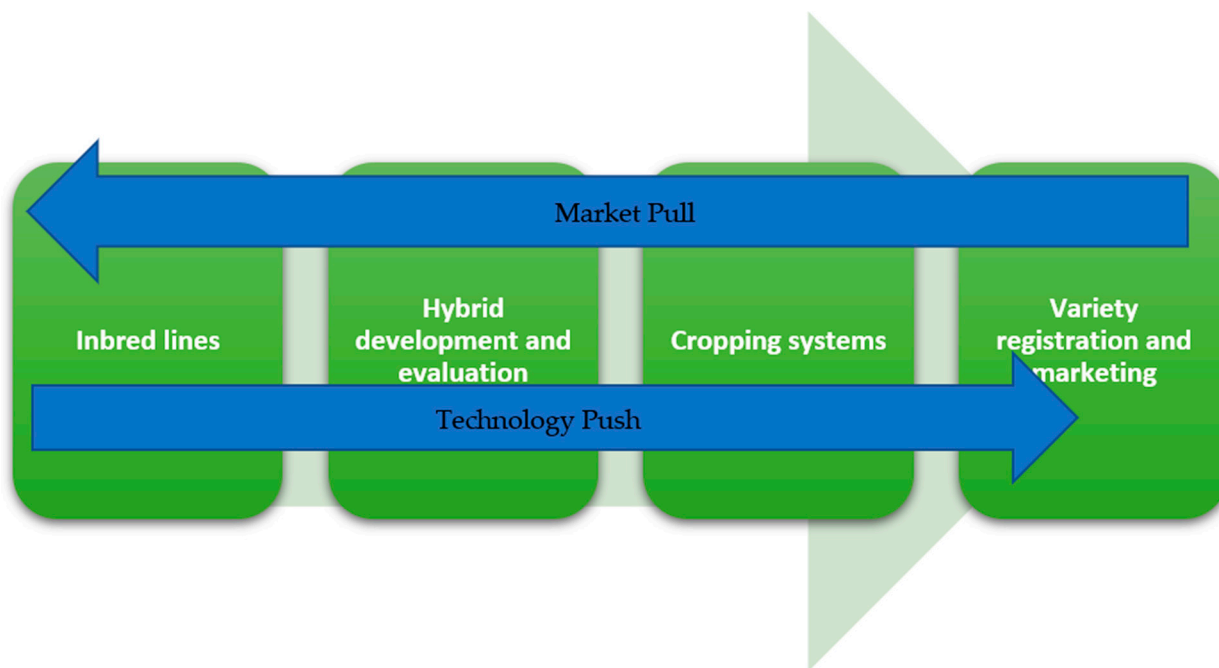 Market Pull
Inbred lines
Hybrid
development and
evaluation
Cropping systems
Variety
registration and
marketing
Technology Push